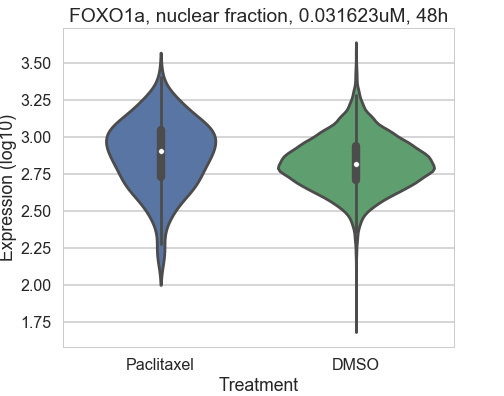 FOXO1a, nuclear fraction, 0.031623uM, 48h
3.50
3.25
3.00
2.75
2.50
2.25
2.00
1.75
Expression (log10)
Paclitaxel DMSO
Treatment